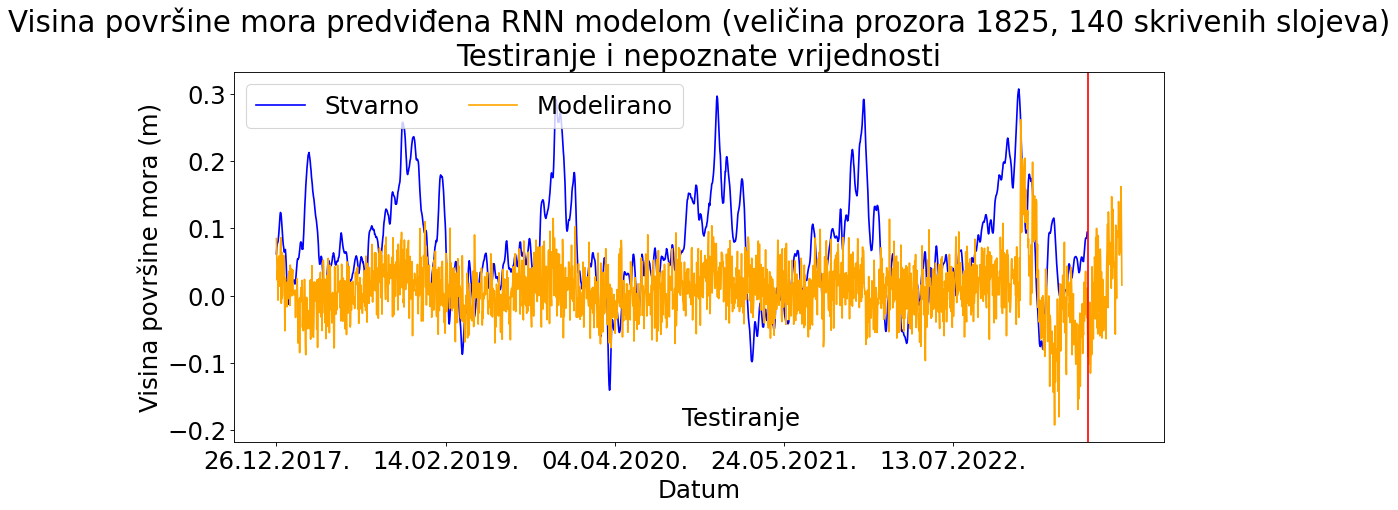 Visina površine mora predviđena RNN modelom (veličina prozora 1825, 140 skrivenih slojeva)
Testiranje i nepoznate vrijednosti
Stvarno
Modelirano
Visina površine mora (m)
0.3
0.2
0.1
0.0
−0.1
−0.2
Testiranje
26.12.2017.
14.02.2019.
04.04.2020.
24.05.2021.
13.07.2022.
Datum